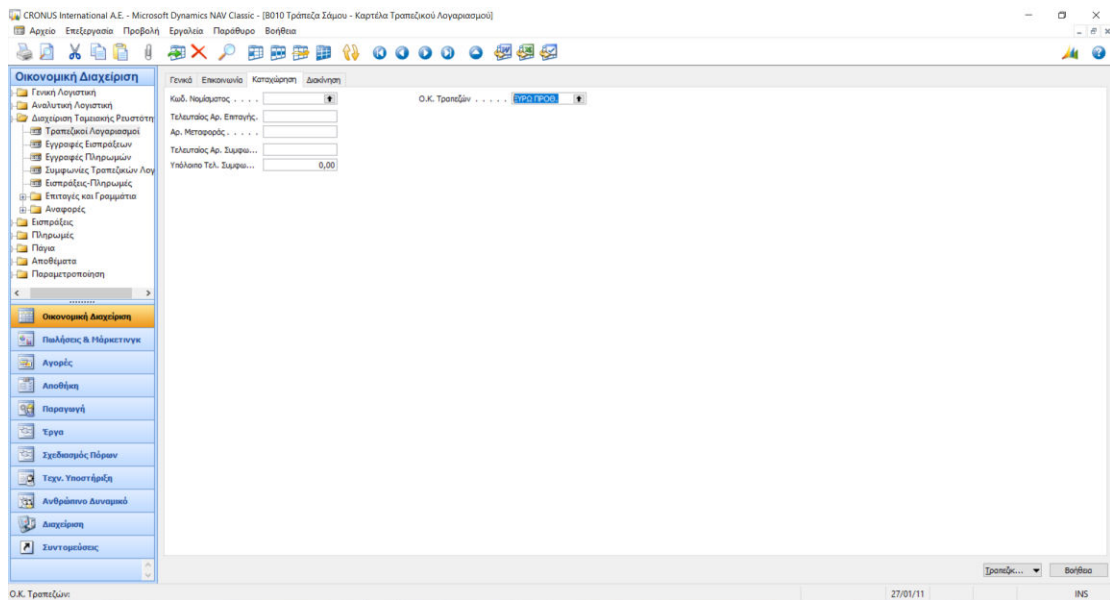 CRONUS International A.E. - Microsoft Dynamics NAV Classic - [B010 Τράπεζα Σάμου - Καρτέλα Τραπεζικού Λογαριασμού]
Αρχείο Επεξεργασία Προβολή Εργαλεία Παράθυρο Βοήθεια
Οικονομική Διαχείριση
Γενική Λογιστική
Αναλυτική Λογιστική
Διαχείριση Ταμειακής Ρευστότη
Τραπεζικοί Λογαριασμοί
Εγγραφές Εισπράξεων
Εγγραφές Πληρωμών
Συμφωνίες Τραπεζικών Λογ
Εισπράξεις-Πληρωμές
Επιταγές και Γραμμάτια
Αναφορές
Εισπράξεις
Πληρωμές
Πάγια
Αποθέματα
Παραμετροποίηση
Οικονομική Διαχείριση
Πωλήσεις & Μάρκετινγκ
Αγορές
Αποθήκη
Παραγωγή
Έργα
Σχεδιασμός Πόρων
Τεχν. Υποστήριξη
Ανθρώπινο Δυναμικό
Διαχείριση
Συντομεύσεις
Γενικά Επικοινωνία Καταχώρηση Διακίνηση
Κωδ. Νομίσματος . . . . Ο.Κ. Τραπεζών . . . . .
Τελευταίος Αρ. Επιταγής.
Αρ. Μεταφοράς . . . . .
Τελευταίος Αρ. Συμφω...
Υπόλοιπο Τελ. Συμφω... 0,00
Τραπεζικ... Βοήθεια
Ο.Κ. Τραπεζών: 27/01/11 INS